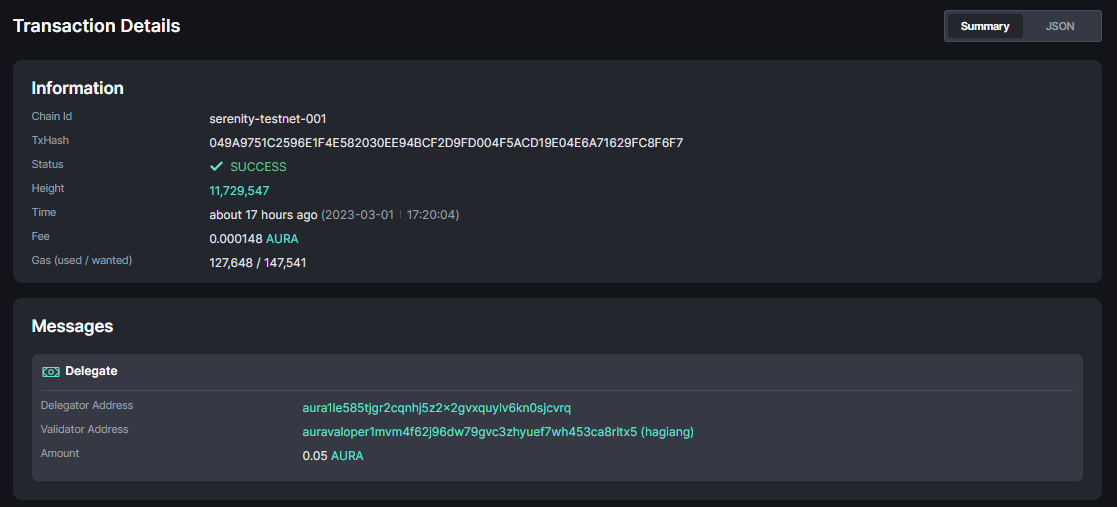 Transaction Details
Summary JSON
Information
Chain Id serenity-testnet-001
TxHash 049A9751C2596E1F4E582030EE94BCF2D9FD004F5ACD19E04E6A71629FC8F6F7
Status SUCCESS
Height 11,729,547
Time about 17 hours ago (2023-03-01 | 17:20:04)
Fee 0.000148 AURA
Gas (used / wanted) 127,648 / 147,541
Messages
Delegate
Delegator Address aura1le585tjgr2cqnhj5z2x2gvxquylv6kn0sjcvrq
Validator Address auravaloper1mvm4f62j96dw79gvc3zhyuef7wh453ca8rltx5 (hagiang)
Amount 0.05 AURA